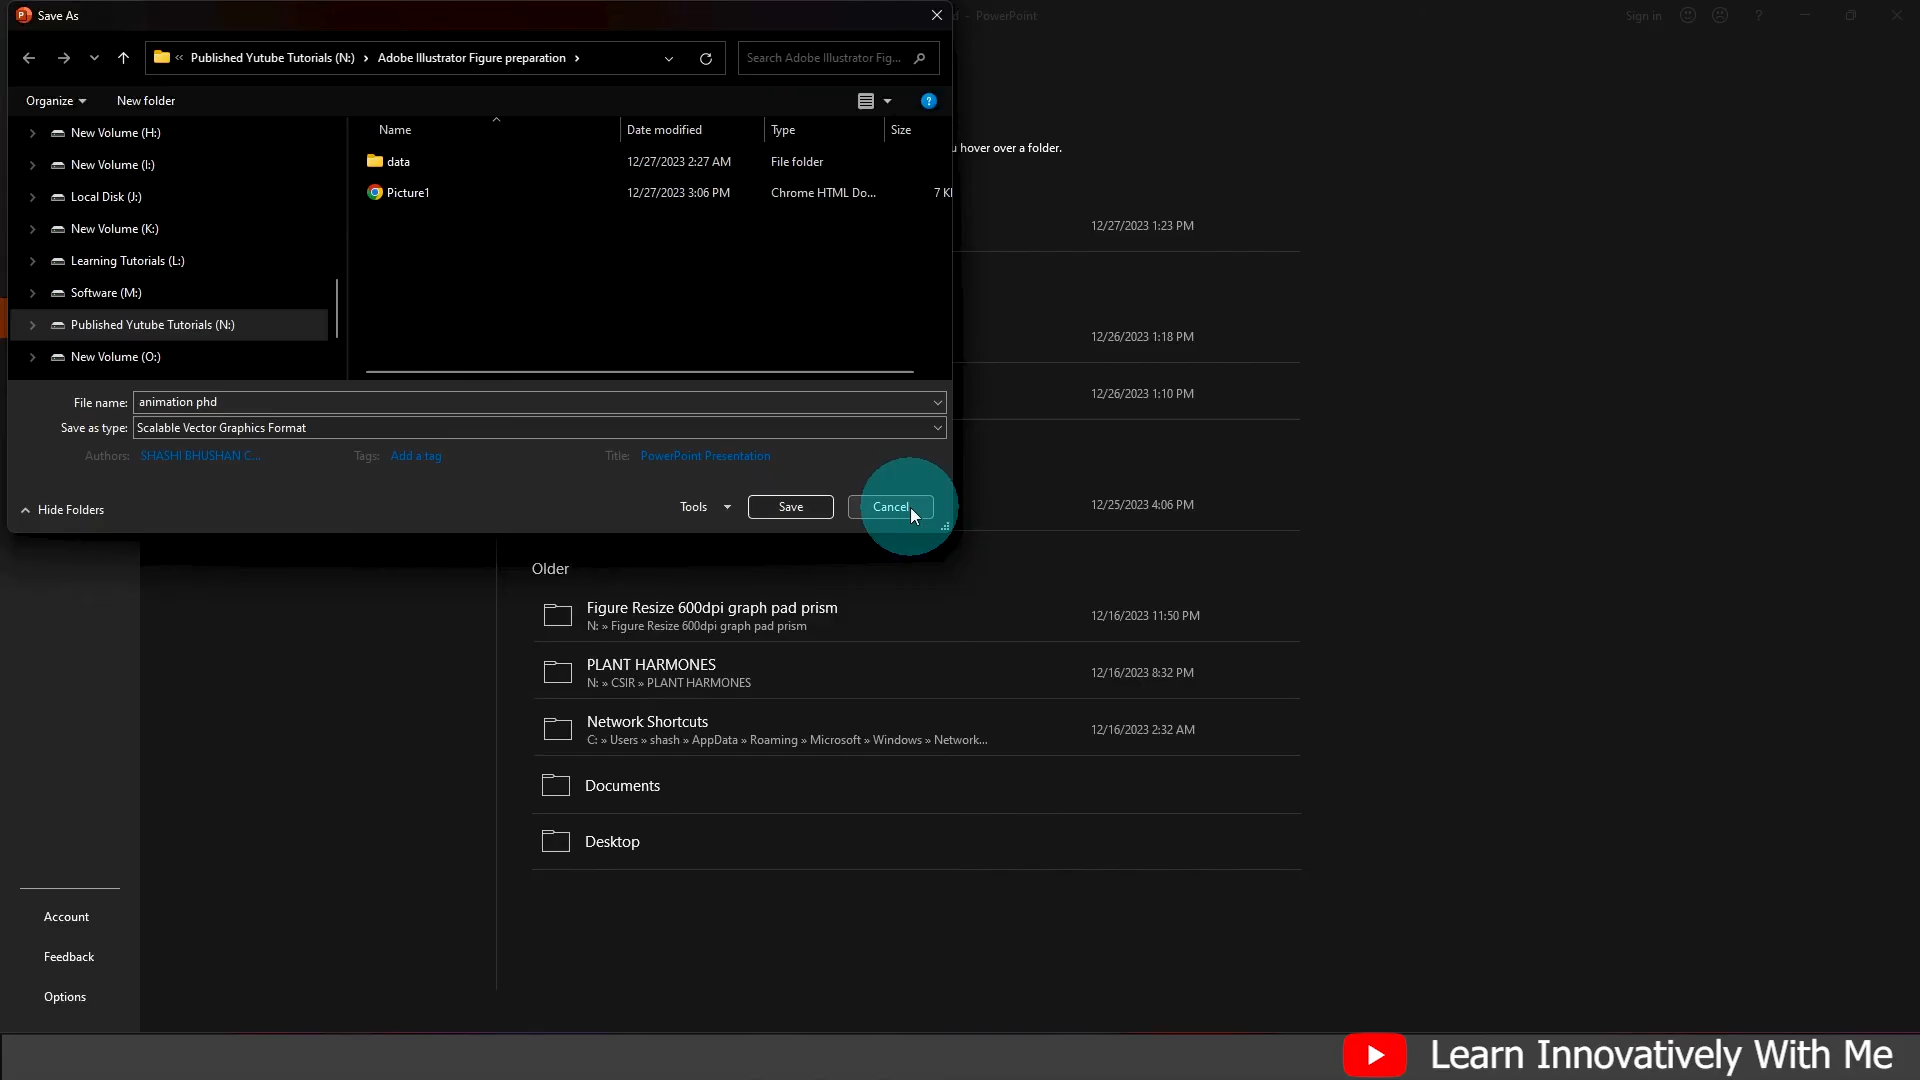 Save As
d - PowerPoint
Sign in
?
« Published Yutube Tutorials (N:) › Adobe Illustrator Figure preparation ›
Search Adobe Illustrator Fig...
Organize
New folder
?
New Volume (H:)
New Volume (I:)
Local Disk (J:)
New Volume (K:)
Learning Tutorials (L:)
Software (M:)
Published Yutube Tutorials (N:)
New Volume (O:)
Name
Date modified
Type
Size
data
12/27/2023 2:27 AM
File folder
Picture1
12/27/2023 3:06 PM
Chrome HTML Do...
7 K
u hover over a folder.
12/27/2023 1:23 PM
12/26/2023 1:18 PM
12/26/2023 1:10 PM
12/25/2023 4:06 PM
File name: animation phd
Save as type: Scalable Vector Graphics Format
Authors: SHASHI BHUSHAN C...
Tags: Add a tag
Title: PowerPoint Presentation
Hide Folders
Tools
Save
Cancel
Older
Figure Resize 600dpi graph pad prism
N: » Figure Resize 600dpi graph pad prism
12/16/2023 11:50 PM
PLANT HARMONES
N: » CSIR » PLANT HARMONES
12/16/2023 8:32 PM
Network Shortcuts
C: » Users » shash » AppData » Roaming » Microsoft » Windows » Network...
12/16/2023 2:32 AM
Documents
Desktop
Account
Feedback
Options
Learn Innovatively With Me